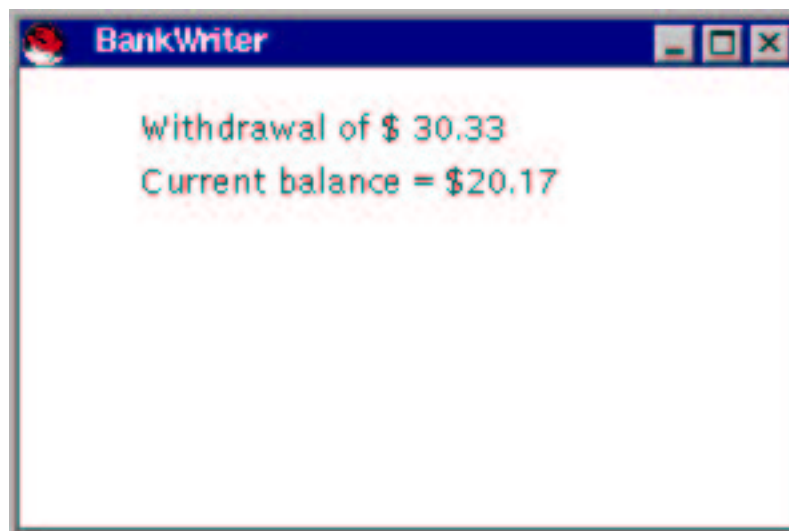 BankWriter
Withdrawal of $ 30.33
Current balance = $20.17